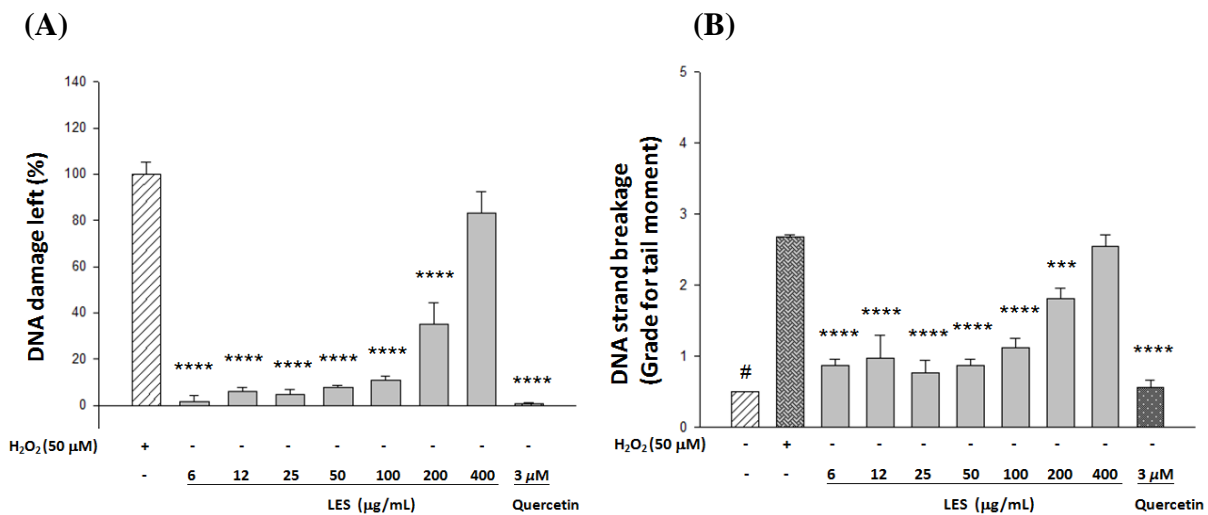 (A)
DNA damage left (%)
140
120
100
80
60
40
20
0
**** **** **** **** **** **** ****
H₂O₂ (50 μM) + - - - - - - - -
- 6 12 25 50 100 200 400 3 μM
LES (μg/mL) Quercetin
(B)
DNA strand breakage
(Grade for tail moment)
5
4
3
2
1
0
# **** **** **** **** **** *** ****
- + - - - - - - - -
H₂O₂ (50 μM)
- - 6 12 25 50 100 200 400 3 μM
LES (μg/mL) Quercetin